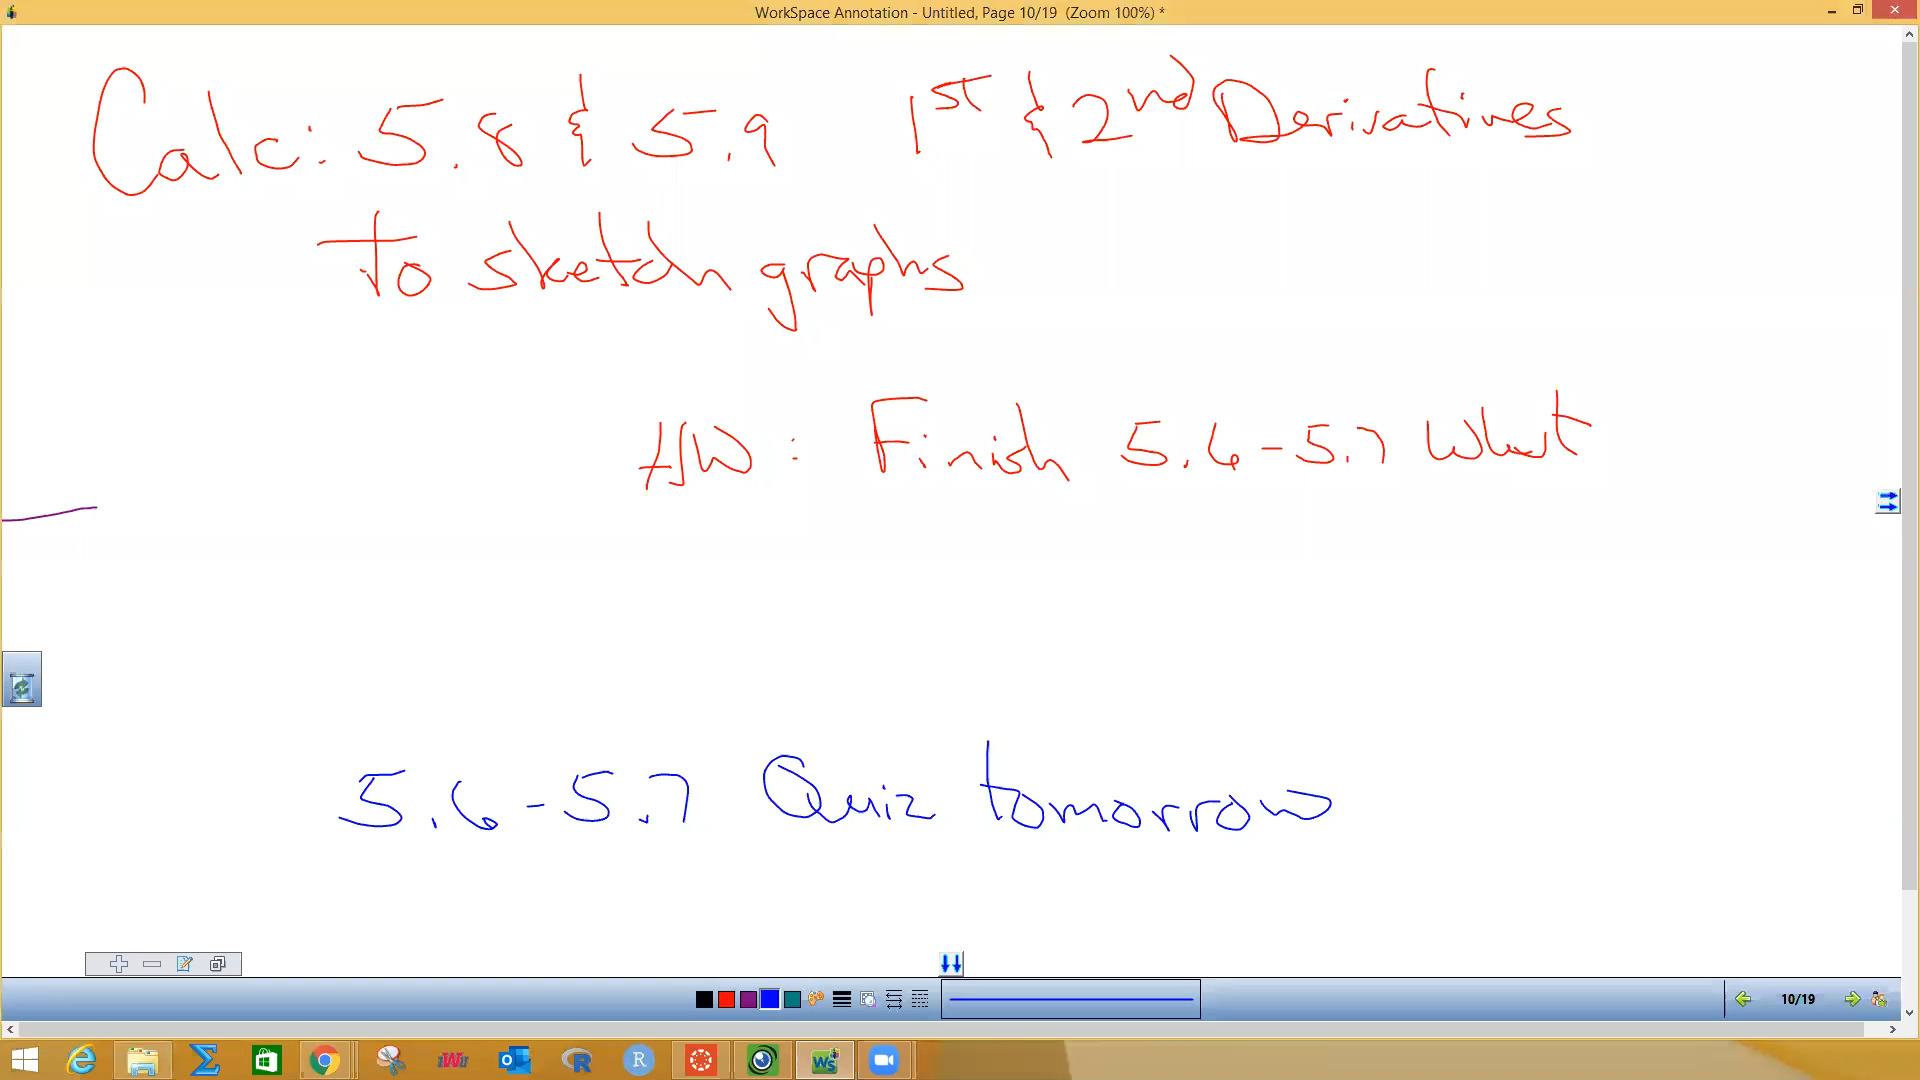 WorkSpace Annotation - Untitled, Page 10/19 (Zoom 100%) *
Calc: 5.8 & 5.9 1st & 2nd Derivatives
to sketch graphs
HW: Finish 5.6-5.7
5.6-5.7 Quiz tomorrow
10/19